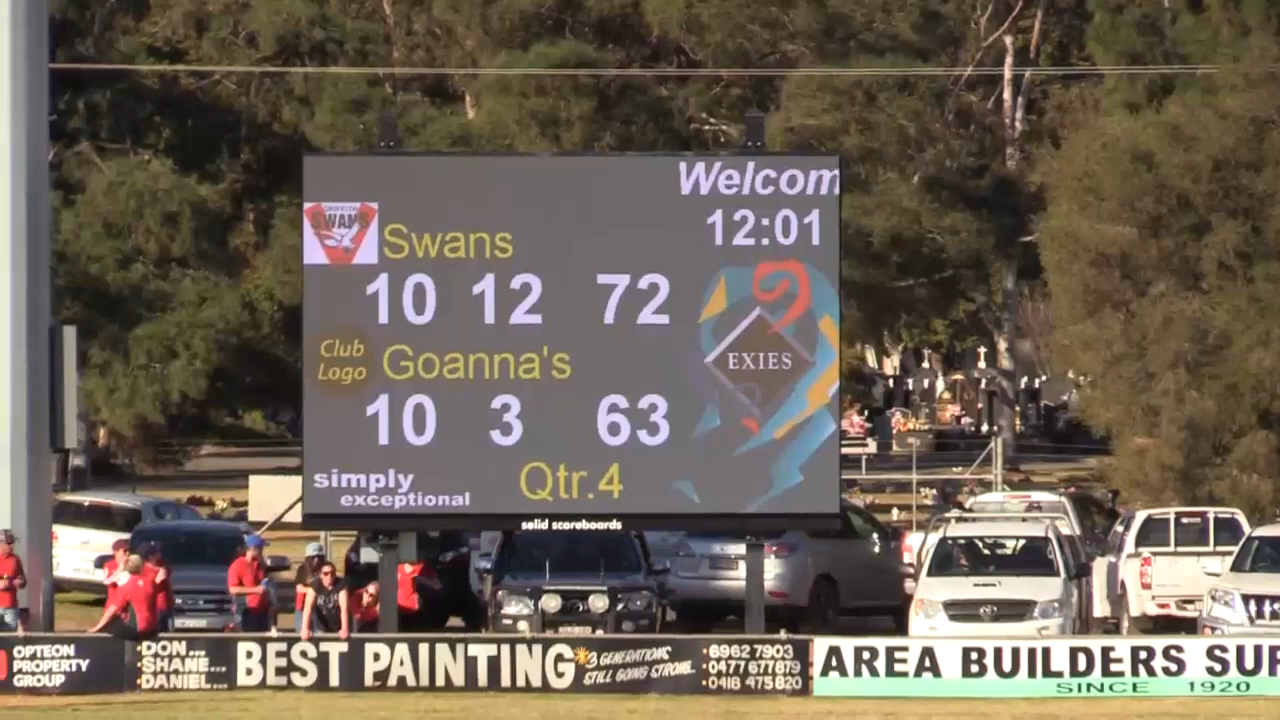 Welcom
12:01
GRIFFITH
SWANS
Swans
10 12 72
Club
Logo
Goanna's
10 3 63
EXIES
simply
exceptional
Qtr.4
solid scoreboards
OPTEON
PROPERTY
GROUP
DON...
SHANE...
DANIEL...
BEST PAINTING
3 GENERATIONS
STILL GOING STRONG.
6962 7903
0477 677879
0418 475820
AREA BUILDERS SUP
SINCE 1920